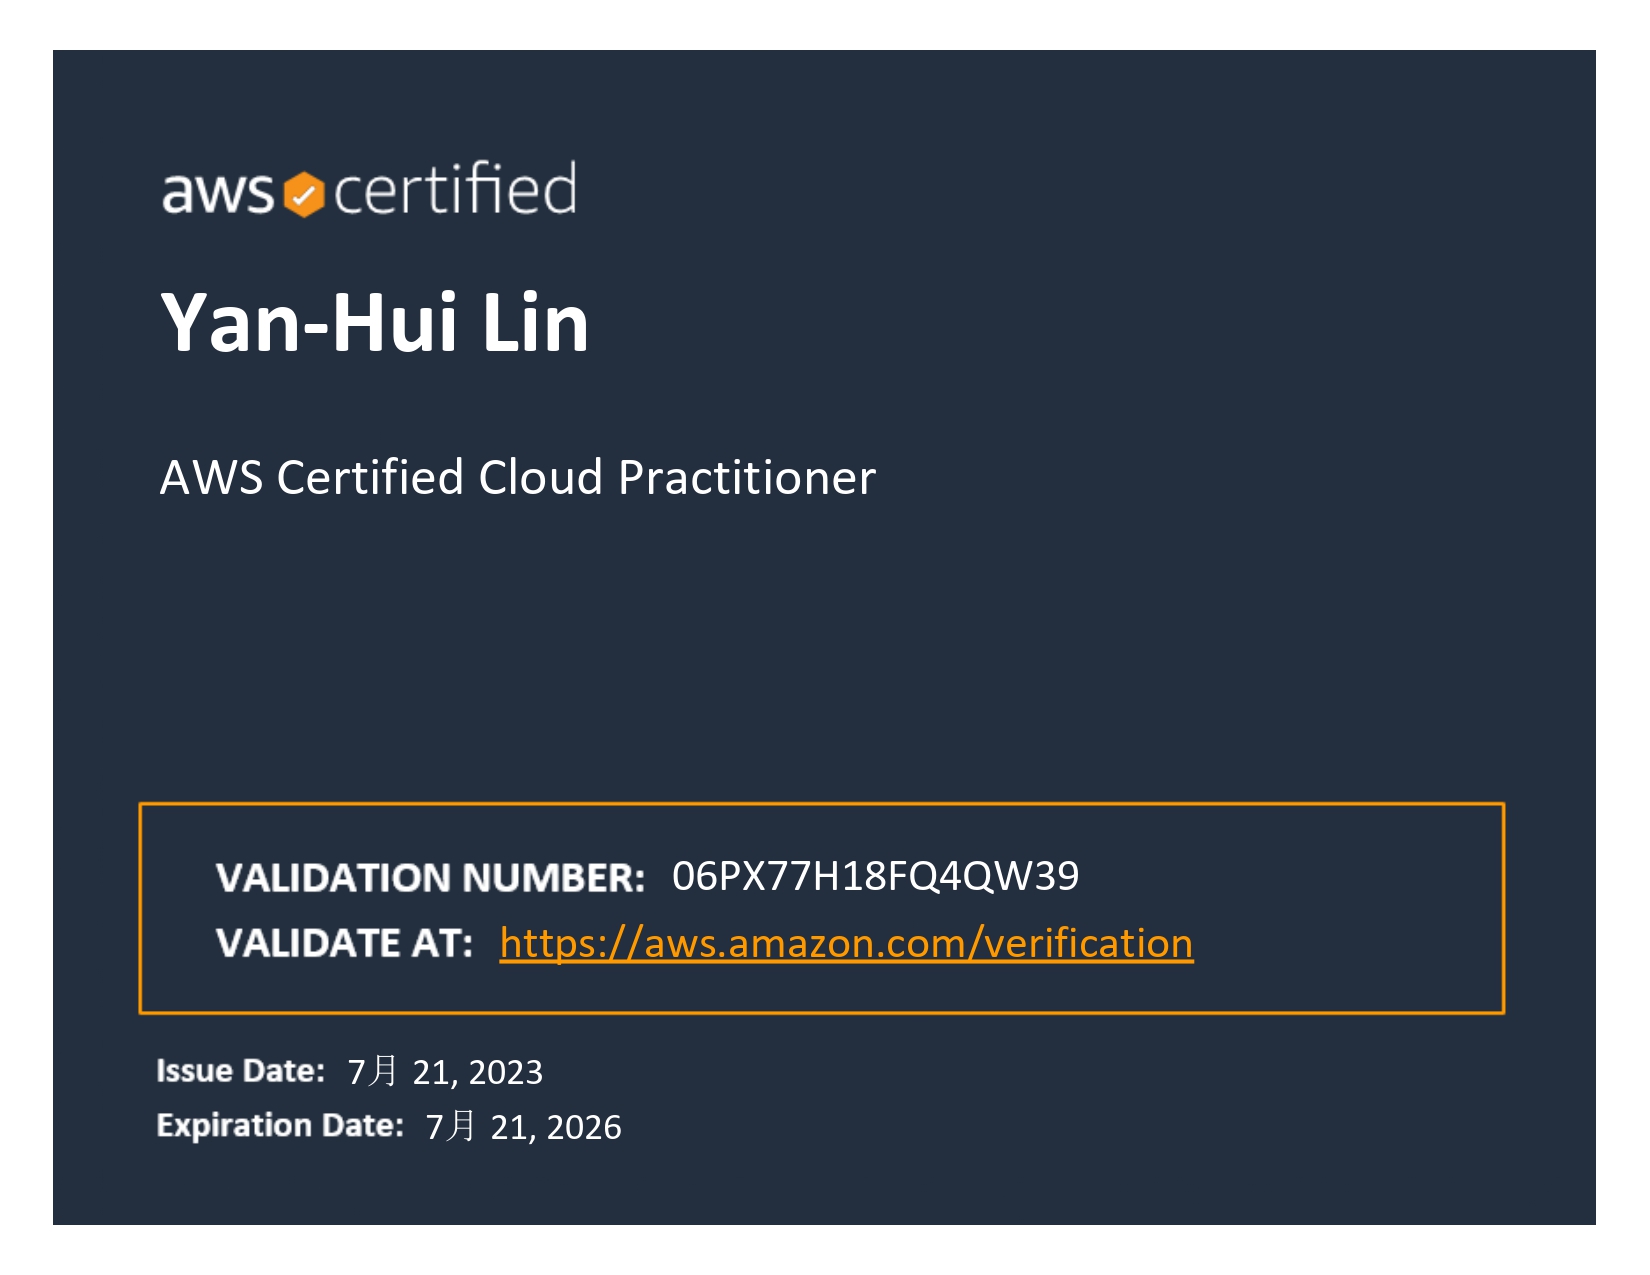 aws certified
Yan-Hui Lin
AWS Certified Cloud Practitioner
VALIDATION NUMBER: 06PX77H18FQ4QW39
VALIDATE AT: https://aws.amazon.com/verification
Issue Date: 7月 21, 2023
Expiration Date: 7月 21, 2026